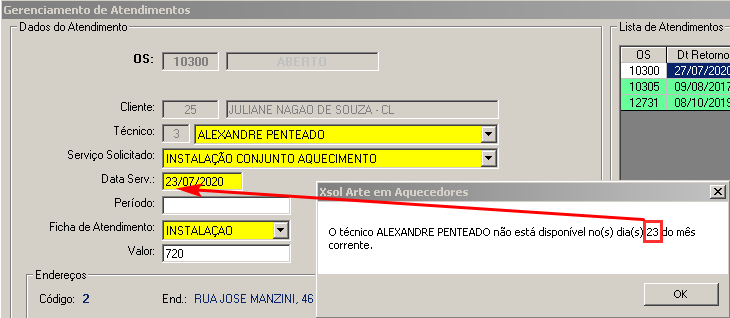 Gerenciamento de Atendimentos
Dados do Atendimento
OS: 10300 ABERTO
Cliente: 25 JULIANE NAGAO DE SOUZA - CL
Técnico: 3 ALEXANDRE PENTEADO
Serviço Solicitado: INSTALAÇÃO CONJUNTO AQUECIMENTO
Data Serv.: 23/07/2020
Período:
Ficha de Atendimento: INSTALAÇÃO
Valor: 720
Endereços
Código: 2 End.: RUA JOSE MANZINI, 46
Lista de Atendimentos
OS Dt Retorno
10300 27/07/2020
10305 09/08/2017
12731 08/10/2019
Xsol Arte em Aquecedores
O técnico ALEXANDRE PENTEADO não está disponível no(s) dia(s) 23 do mês
corrente.
OK